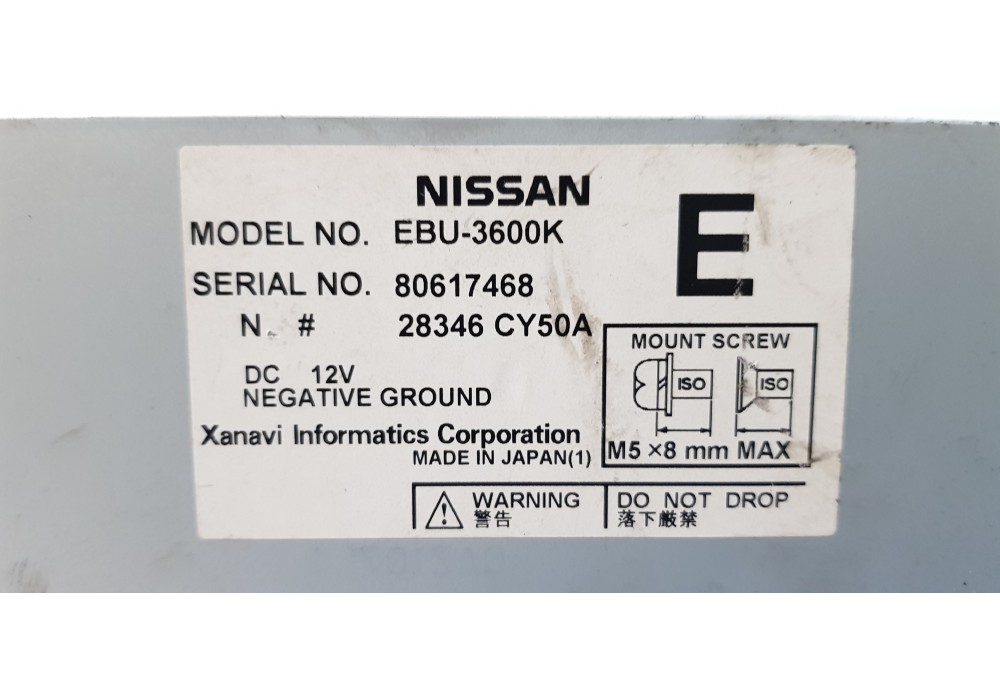 NISSAN
E
MODEL NO. EBU-3600K
SERIAL NO. 80617468
N. # 28346 CY50A
MOUNT SCREW
ISO ISO
M5 ×8 mm MAX
DC 12V
NEGATIVE GROUND
Xanavi Informatics Corporation
MADE IN JAPAN(1)
WARNING
警告
DO NOT DROP
落下厳禁